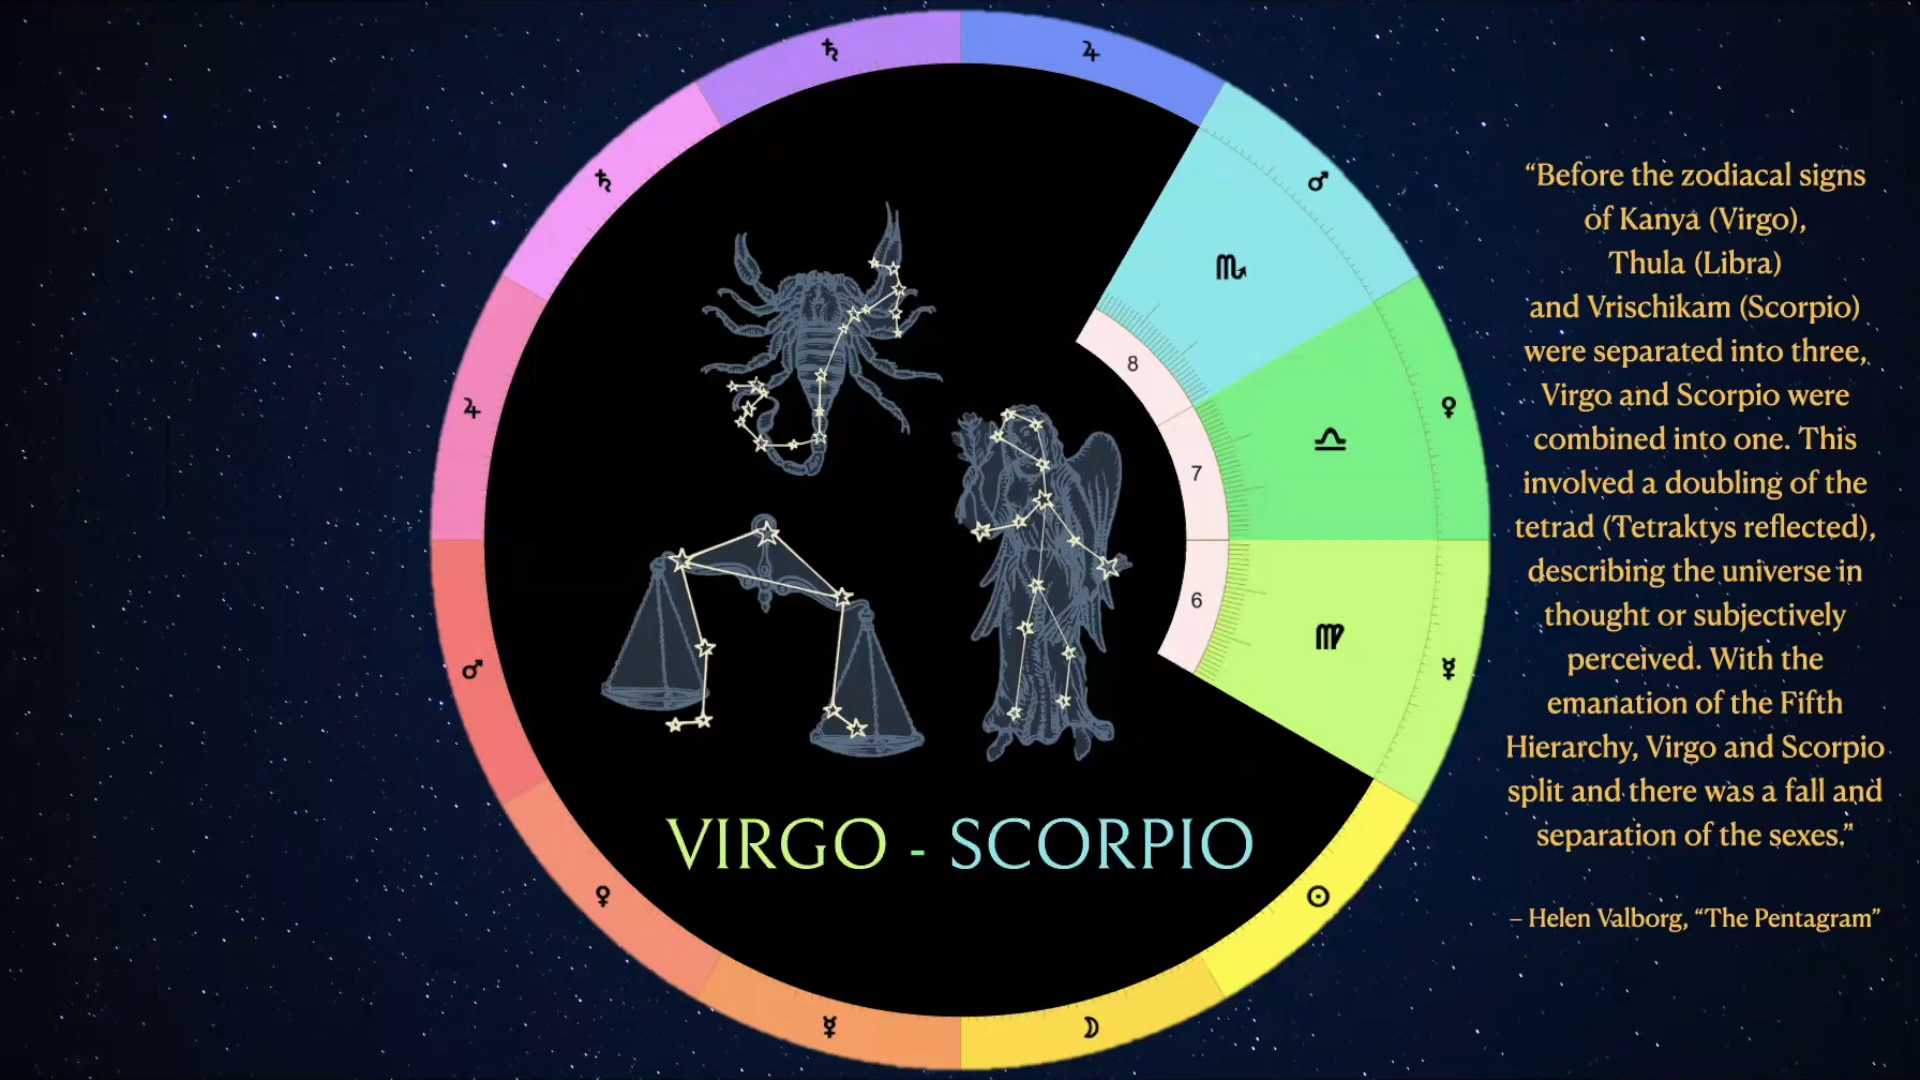 ♄
♃
♄
♂
♏
8
♃
♀
7
♎
6
♍
♂
☿
VIRGO - SCORPIO
♀
☉
☿
☽
“Before the zodiacal signs
of Kanya (Virgo),
Thula (Libra)
and Vrischikam (Scorpio)
were separated into three,
Virgo and Scorpio were
combined into one. This
involved a doubling of the
tetrad (Tetraktys reflected),
describing the universe in
thought or subjectively
perceived. With the
emanation of the Fifth
Hierarchy, Virgo and Scorpio
split and there was a fall and
separation of the sexes.”
– Helen Valborg, “The Pentagram”